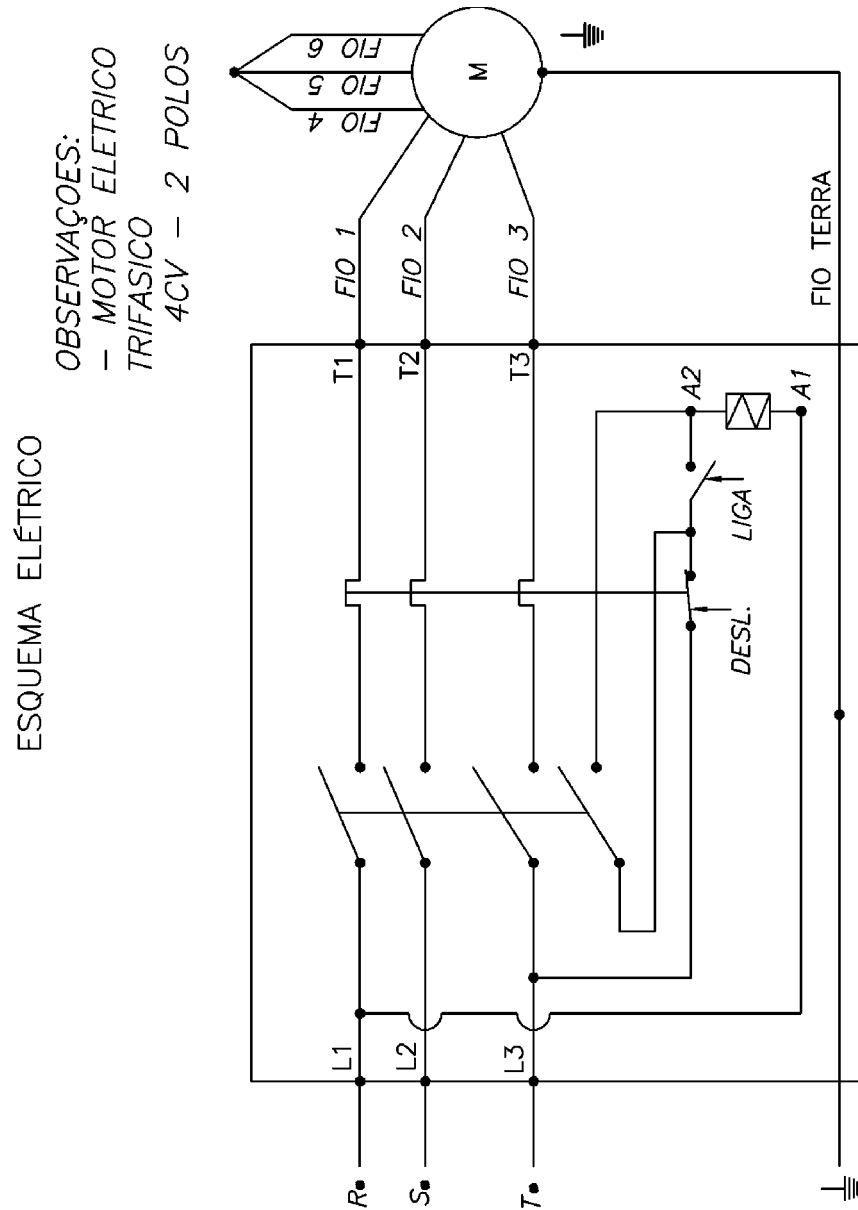 ESQUEMA ELÉTRICO
OBSERVAÇOES:
- MOTOR ELETRICO
TRIFASICO
4CV - 2 POLOS
R
S
T
L1
L2
L3
T1
T2
T3
FIO 1
FIO 2
FIO 3
FIO 4
FIO 5
FIO 6
M
DESL.
LIGA
A2
A1
FIO TERRA